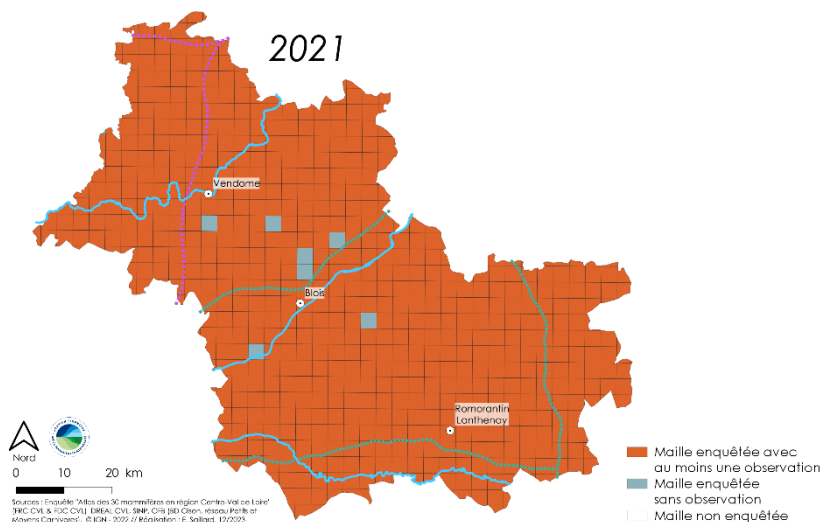 2021
Vendome
Blois
Romorantin
Lanthenay
Nord
0 10 20 km
Maille enquêtée avec
au moins une observation
Maille enquêtée
sans observation
Maille non enquêtée
Sources : Enquête "Atlas des 30 mammifères en région Centre-Val de Loire"
(FRC CVL & FDC CVL), DREAL CVL, SINP, OFB (BD Oison, réseau Petits et
Moyens Carnivores), © IGN - 2022 // Réalisation : E. Saillard, 12/2023